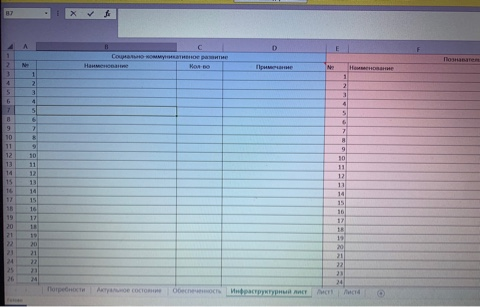 B7 fx
A B C D E F
1 Социально-коммуникативное развитие
2 № Наименование Кол-во Примечание № Наименование
3 1 1
4 2 2
5 3 3
6 4 4
7 5 5
8 6 6
9 7 7
10 8 8
11 9 9
12 10 10
13 11 11
14 12 12
15 13 13
16 14 14
17 15 15
18 16 16
19 17 17
20 18 18
21 19 19
22 20 20
23 21 21
24 22 22
25 23 23
26 24 24
Потребности Актуальное состояние Обеспеченность Инфраструктурный лист Лист1 Лист4
Готово